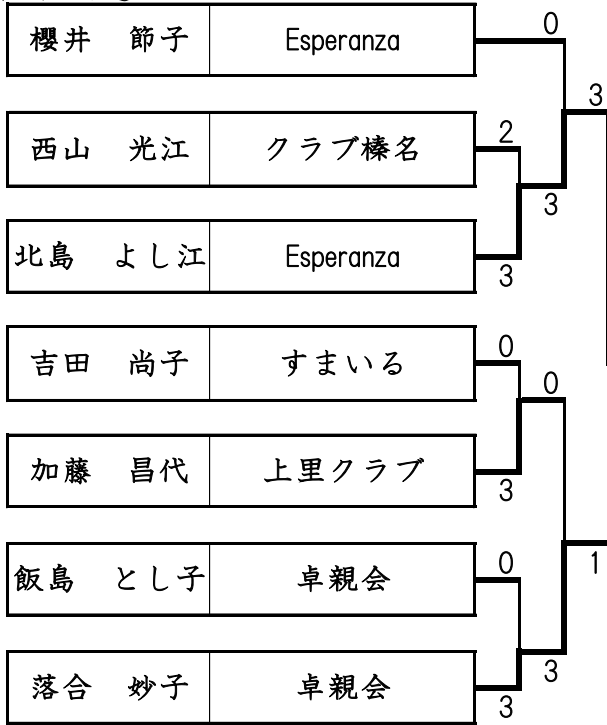 櫻井 節子 Esperanza 0
3
西山 光江 クラブ榛名 2
3
北島 よし江 Esperanza 3
吉田 尚子 すまいる 0
0
加藤 昌代 上里クラブ 3
飯島 とし子 卓親会 0
1
3
落合 妙子 卓親会 3